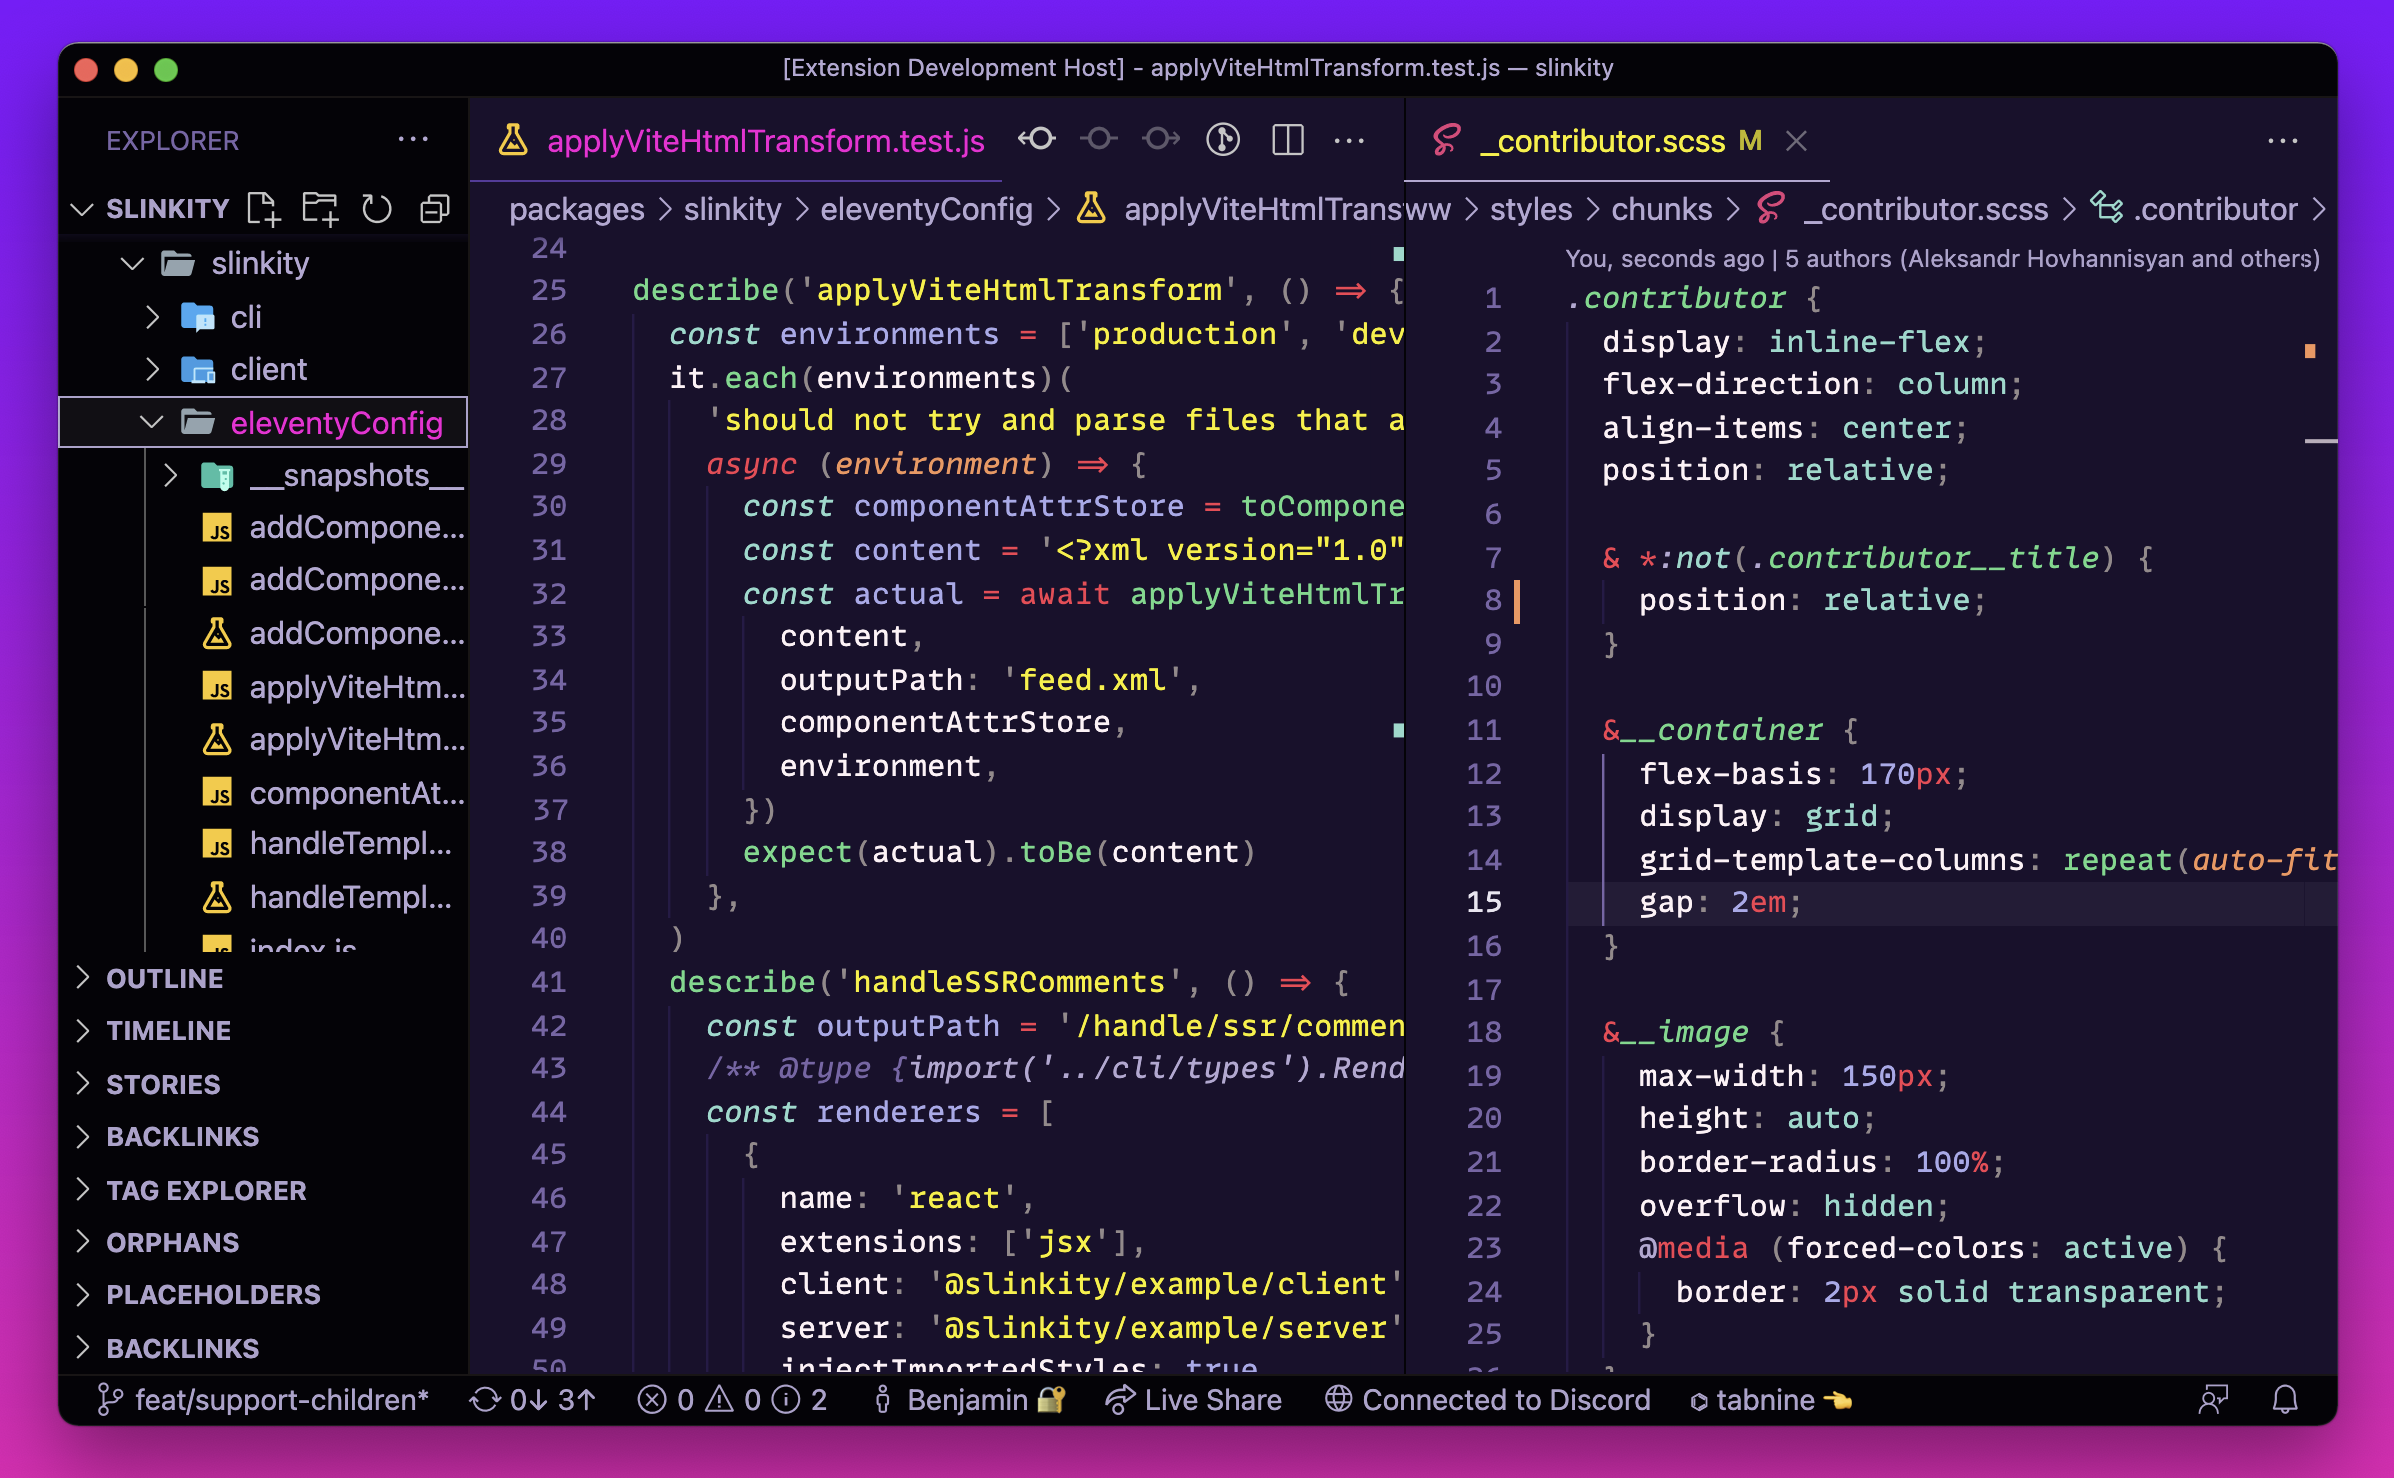 [Extension Development Host] - applyViteHtmlTransform.test.js — slinkity
EXPLORER
SLINKITY
slinkity
cli
client
eleventyConfig
__snapshots__
addCompone...
addCompone...
addCompone...
applyViteHtm...
applyViteHtm...
componentAt...
handleTempl...
handleTempl...
index.js
OUTLINE
TIMELINE
STORIES
BACKLINKS
TAG EXPLORER
ORPHANS
PLACEHOLDERS
BACKLINKS
applyViteHtmlTransform.test.js
packages > slinkity > eleventyConfig > applyViteHtmlTrans
24
25 describe('applyViteHtmlTransform', () => {
26 const environments = ['production', 'dev
27 it.each(environments)(
28 'should not try and parse files that a
29 async (environment) => {
30 const componentAttrStore = toCompone
31 const content = '<?xml version="1.0"
32 const actual = await applyViteHtmlTr
33 content,
34 outputPath: 'feed.xml',
35 componentAttrStore,
36 environment,
37 })
38 expect(actual).toBe(content)
39 },
40 )
41 describe('handleSSRComments', () => {
42 const outputPath = '/handle/ssr/commen
43 /** @type {import('../cli/types').Rend
44 const renderers = [
45 {
46 name: 'react',
47 extensions: ['jsx'],
48 client: '@slinkity/example/client'
49 server: '@slinkity/example/server'
50 injectImportedStyles: true
_contributor.scss M
ww > styles > chunks > _contributor.scss > .contributor >
You, seconds ago | 5 authors (Aleksandr Hovhannisyan and others)
1 .contributor {
2 display: inline-flex;
3 flex-direction: column;
4 align-items: center;
5 position: relative;
6
7 & *:not(.contributor__title) {
8 position: relative;
9 }
10
11 &__container {
12 flex-basis: 170px;
13 display: grid;
14 grid-template-columns: repeat(auto-fit
15 gap: 2em;
16 }
17
18 &__image {
19 max-width: 150px;
20 height: auto;
21 border-radius: 100%;
22 overflow: hidden;
23 @media (forced-colors: active) {
24 border: 2px solid transparent;
25 }
feat/support-children* 0↓ 3↑ 0 0 2 Benjamin 🔐 Live Share Connected to Discord tabnine 👈